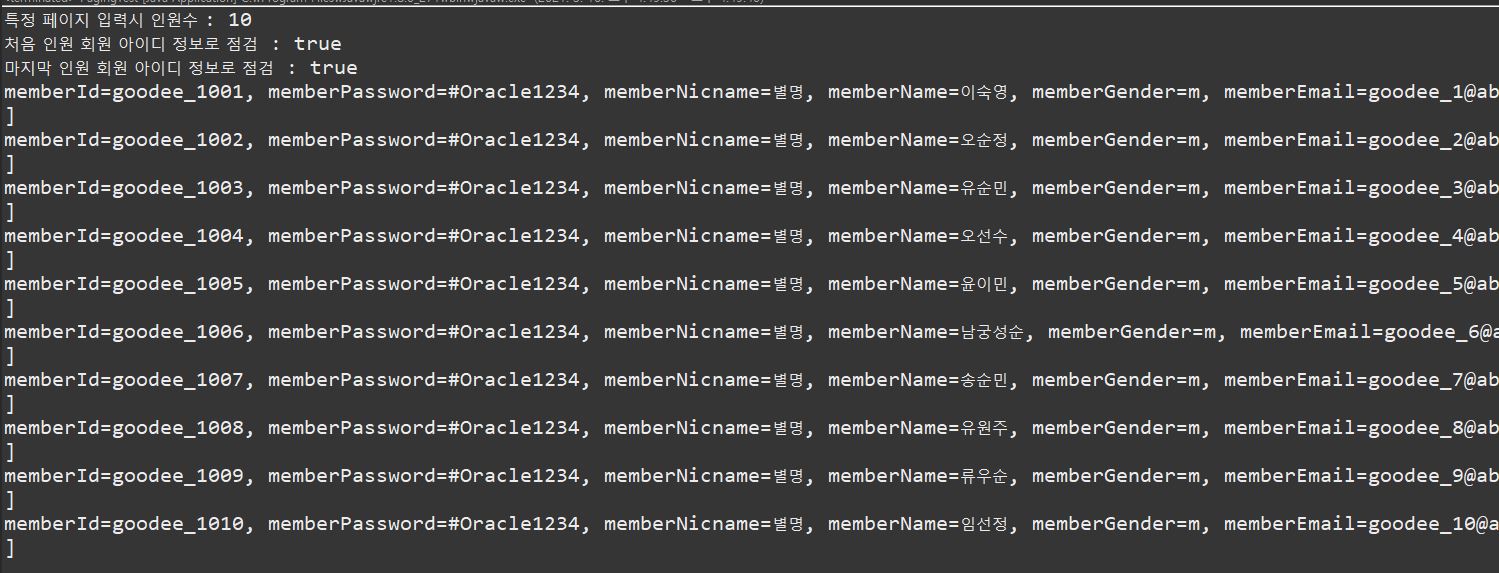 특정 페이지 입력시 인원수 : 10
처음 인원 회원 아이디 정보로 점검 : true
마지막 인원 회원 아이디 정보로 점검 : true
memberId=goodee_1001, memberPassword=#Oracle1234, memberNicname=별명, memberName=이숙영, memberGender=m, memberEmail=goodee_1@ab
]
memberId=goodee_1002, memberPassword=#Oracle1234, memberNicname=별명, memberName=오순정, memberGender=m, memberEmail=goodee_2@ab
]
memberId=goodee_1003, memberPassword=#Oracle1234, memberNicname=별명, memberName=유순민, memberGender=m, memberEmail=goodee_3@ab
]
memberId=goodee_1004, memberPassword=#Oracle1234, memberNicname=별명, memberName=오선수, memberGender=m, memberEmail=goodee_4@ab
]
memberId=goodee_1005, memberPassword=#Oracle1234, memberNicname=별명, memberName=윤이민, memberGender=m, memberEmail=goodee_5@ab
]
memberId=goodee_1006, memberPassword=#Oracle1234, memberNicname=별명, memberName=남궁성순, memberGender=m, memberEmail=goodee_6@a
]
memberId=goodee_1007, memberPassword=#Oracle1234, memberNicname=별명, memberName=송순민, memberGender=m, memberEmail=goodee_7@ab
]
memberId=goodee_1008, memberPassword=#Oracle1234, memberNicname=별명, memberName=유원주, memberGender=m, memberEmail=goodee_8@ab
]
memberId=goodee_1009, memberPassword=#Oracle1234, memberNicname=별명, memberName=류우순, memberGender=m, memberEmail=goodee_9@ab
]
memberId=goodee_1010, memberPassword=#Oracle1234, memberNicname=별명, memberName=임선정, memberGender=m, memberEmail=goodee_10@a
]